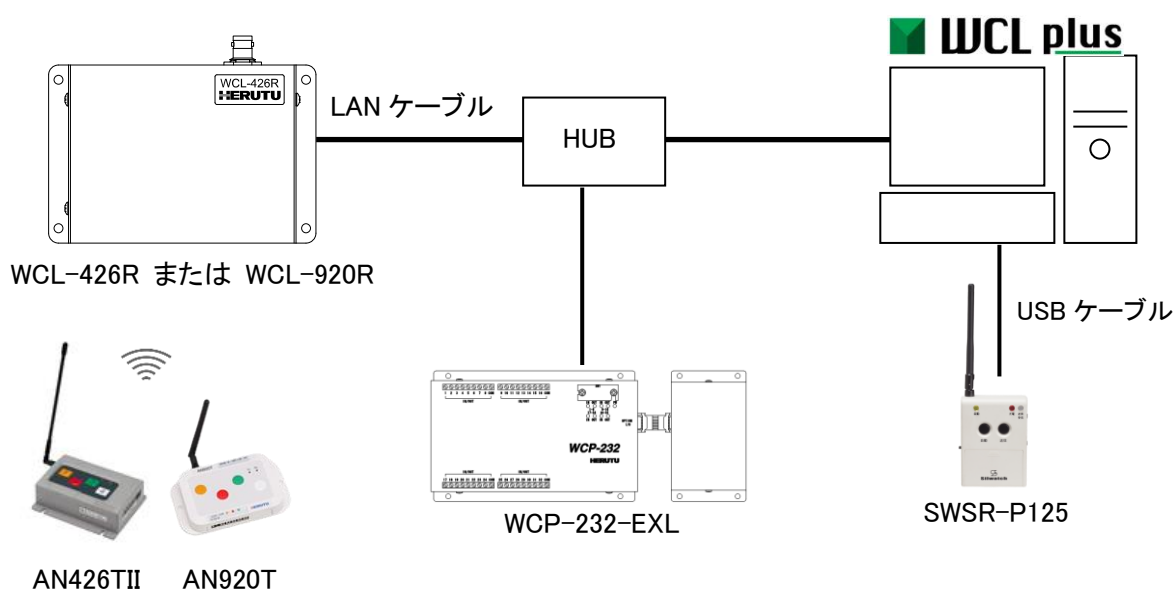 WCL plus
WCL-426R
HERUTU
LAN ケーブル
HUB
WCL-426R または WCL-920R
USB ケーブル
WCP-232
HERUTU
WCP-232-EXL
SWSR-P125
AN426TII
AN920T